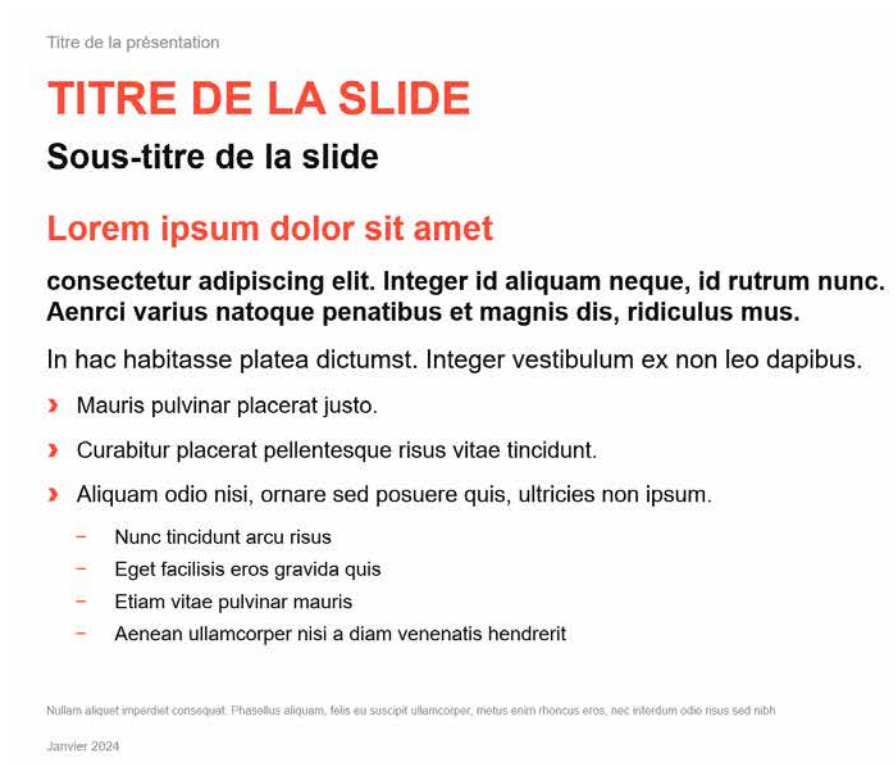 Titre de la présentation
TITRE DE LA SLIDE
Sous-titre de la slide
Lorem ipsum dolor sit amet
consectetur adipiscing elit. Integer id aliquam neque, id rutrum nunc.
Aenrci varius natoque penatibus et magnis dis, ridiculus mus.
In hac habitasse platea dictumst. Integer vestibulum ex non leo dapibus.
› Mauris pulvinar placerat justo.
› Curabitur placerat pellentesque risus vitae tincidunt.
› Aliquam odio nisi, ornare sed posuere quis, ultricies non ipsum.
– Nunc tincidunt arcu risus
– Eget facilisis eros gravida quis
– Etiam vitae pulvinar mauris
– Aenean ullamcorper nisi a diam venenatis hendrerit
Nullam aliquet imperdiet consequat. Phasellus aliquam, felis eu suscipit ullamcorper, metus enim rhoncus eros, nec interdum odio risus sed nibh
Janvier 2024